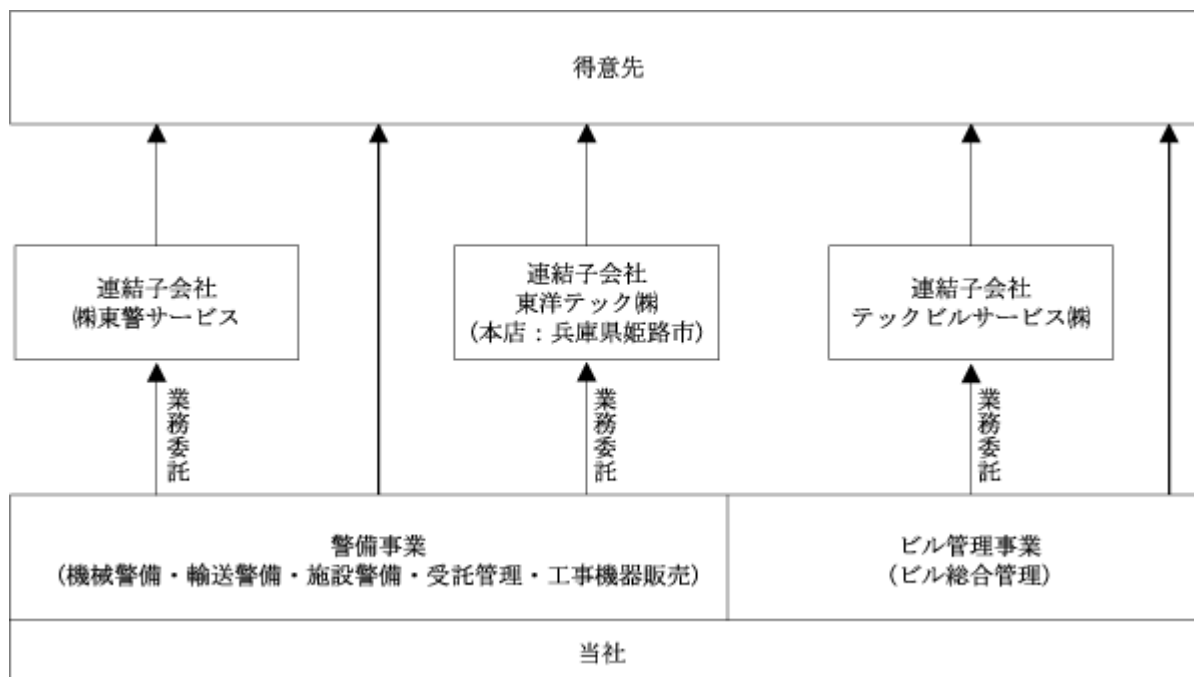 得意先
連結子会社
㈱東警サービス
連結子会社
東洋テック㈱
(本店:兵庫県姫路市)
連結子会社
テックビルサービス㈱
業務委託
業務委託
業務委託
警備事業
(機械警備・輸送警備・施設警備・受託管理・工事機器販売)
ビル管理事業
(ビル総合管理)
当社